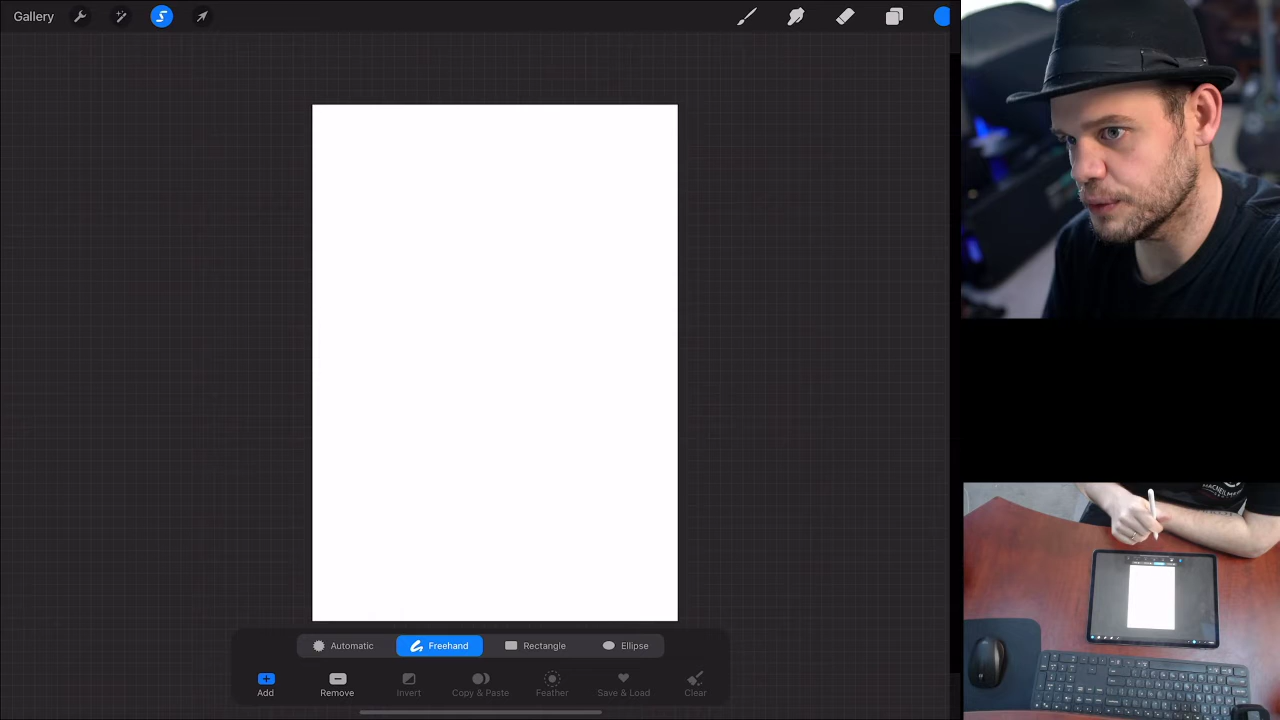 Gallery
Automatic
Freehand
Rectangle
Ellipse
Add
Remove
Invert
Copy & Paste
Feather
Save & Load
Clear